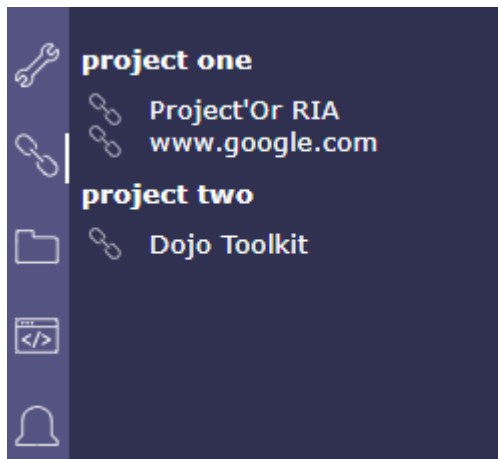 project one
Project'Or RIA
www.google.com
project two
Dojo Toolkit